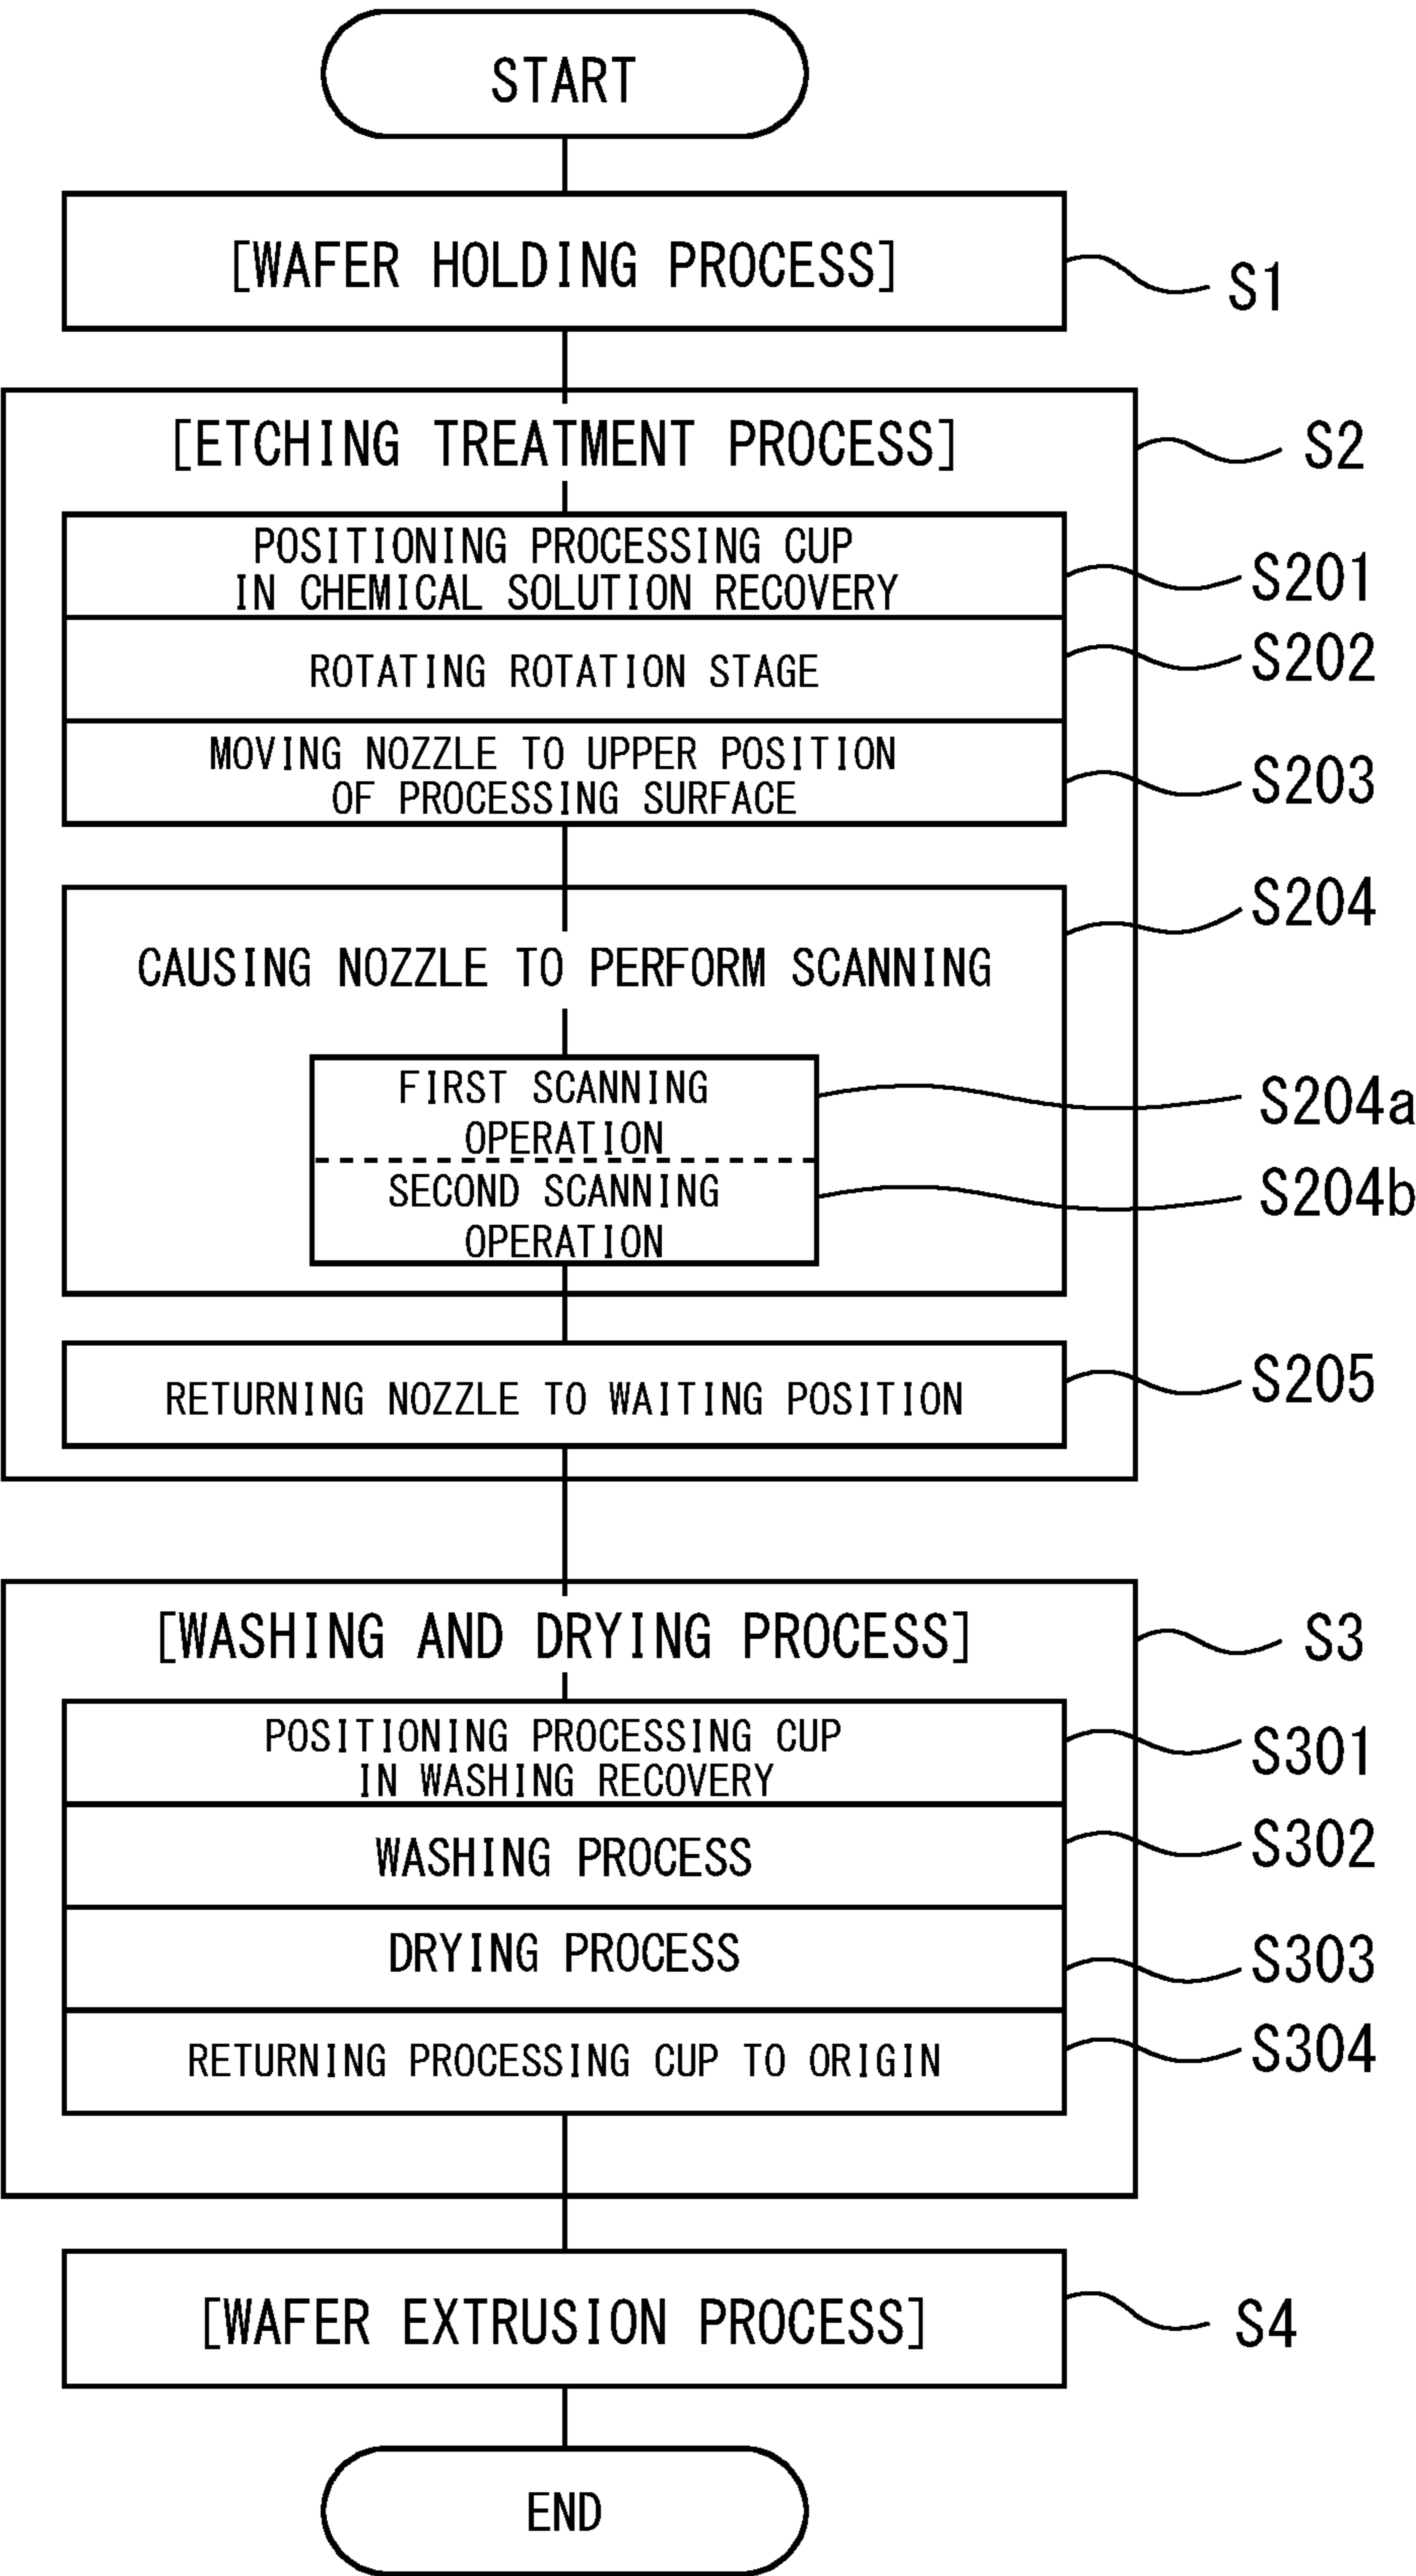 START
[WAFER HOLDING PROCESS]
S1
[ETCHING TREATMENT PROCESS]
S2
POSITIONING PROCESSING CUP
IN CHEMICAL SOLUTION RECOVERY
S201
ROTATING ROTATION STAGE
S202
MOVING NOZZLE TO UPPER POSITION
OF PROCESSING SURFACE
S203
S204
CAUSING NOZZLE TO PERFORM SCANNING
FIRST SCANNING
OPERATION
S204a
SECOND SCANNING
OPERATION
S204b
RETURNING NOZZLE TO WAITING POSITION
S205
[WASHING AND DRYING PROCESS]
S3
POSITIONING PROCESSING CUP
IN WASHING RECOVERY
S301
WASHING PROCESS
S302
DRYING PROCESS
S303
RETURNING PROCESSING CUP TO ORIGIN
S304
[WAFER EXTRUSION PROCESS]
S4
END